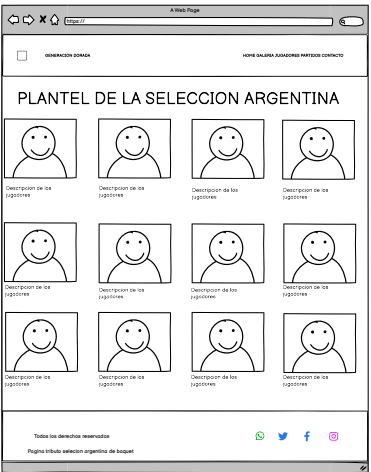 A Web Page
https://
GENERACION DORADA
HOME GALERIA JUGADORES PARTIDOS CONTACTO
PLANTEL DE LA SELECCION ARGENTINA
Descripcion de los
jugadores
Descripcion de los
jugadores
Descripcion de los
jugadores
Descripcion de los
jugadores
Descripcion de los
jugadores
Descripcion de los
jugadores
Descripcion de los
jugadores
Descripcion de los
jugadores
Descripcion de los
jugadores
Descripcion de los
jugadores
Descripcion de los
jugadores
Descripcion de los
jugadores
Todos los derechos reservados
Pagina tributo selecion argentina de basquet